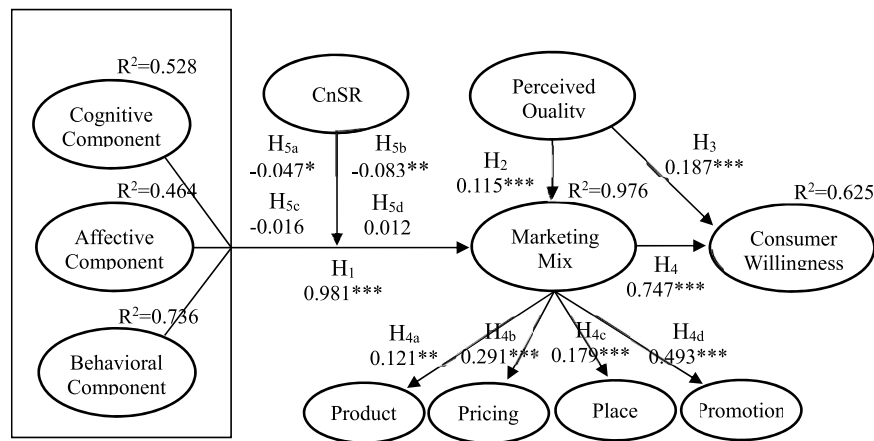 R²=0.528
Cognitive
Component
R²=0.464
Affective
Component
R²=0.736
Behavioral
Component
CnSR
H₅ₐ
-0.047*
H₅b
-0.083**
H₅c
-0.016
H₅d
0.012
H₁
0.981***
Perceived
Quality
H₂
0.115***
H₃
0.187***
R²=0.976
Marketing
Mix
R²=0.625
Consumer
Willingness
H₄
0.747***
H₄ₐ
0.121**
H₄b
0.291***
H₄c
0.179***
H₄d
0.493***
Product
Pricing
Place
Promotion